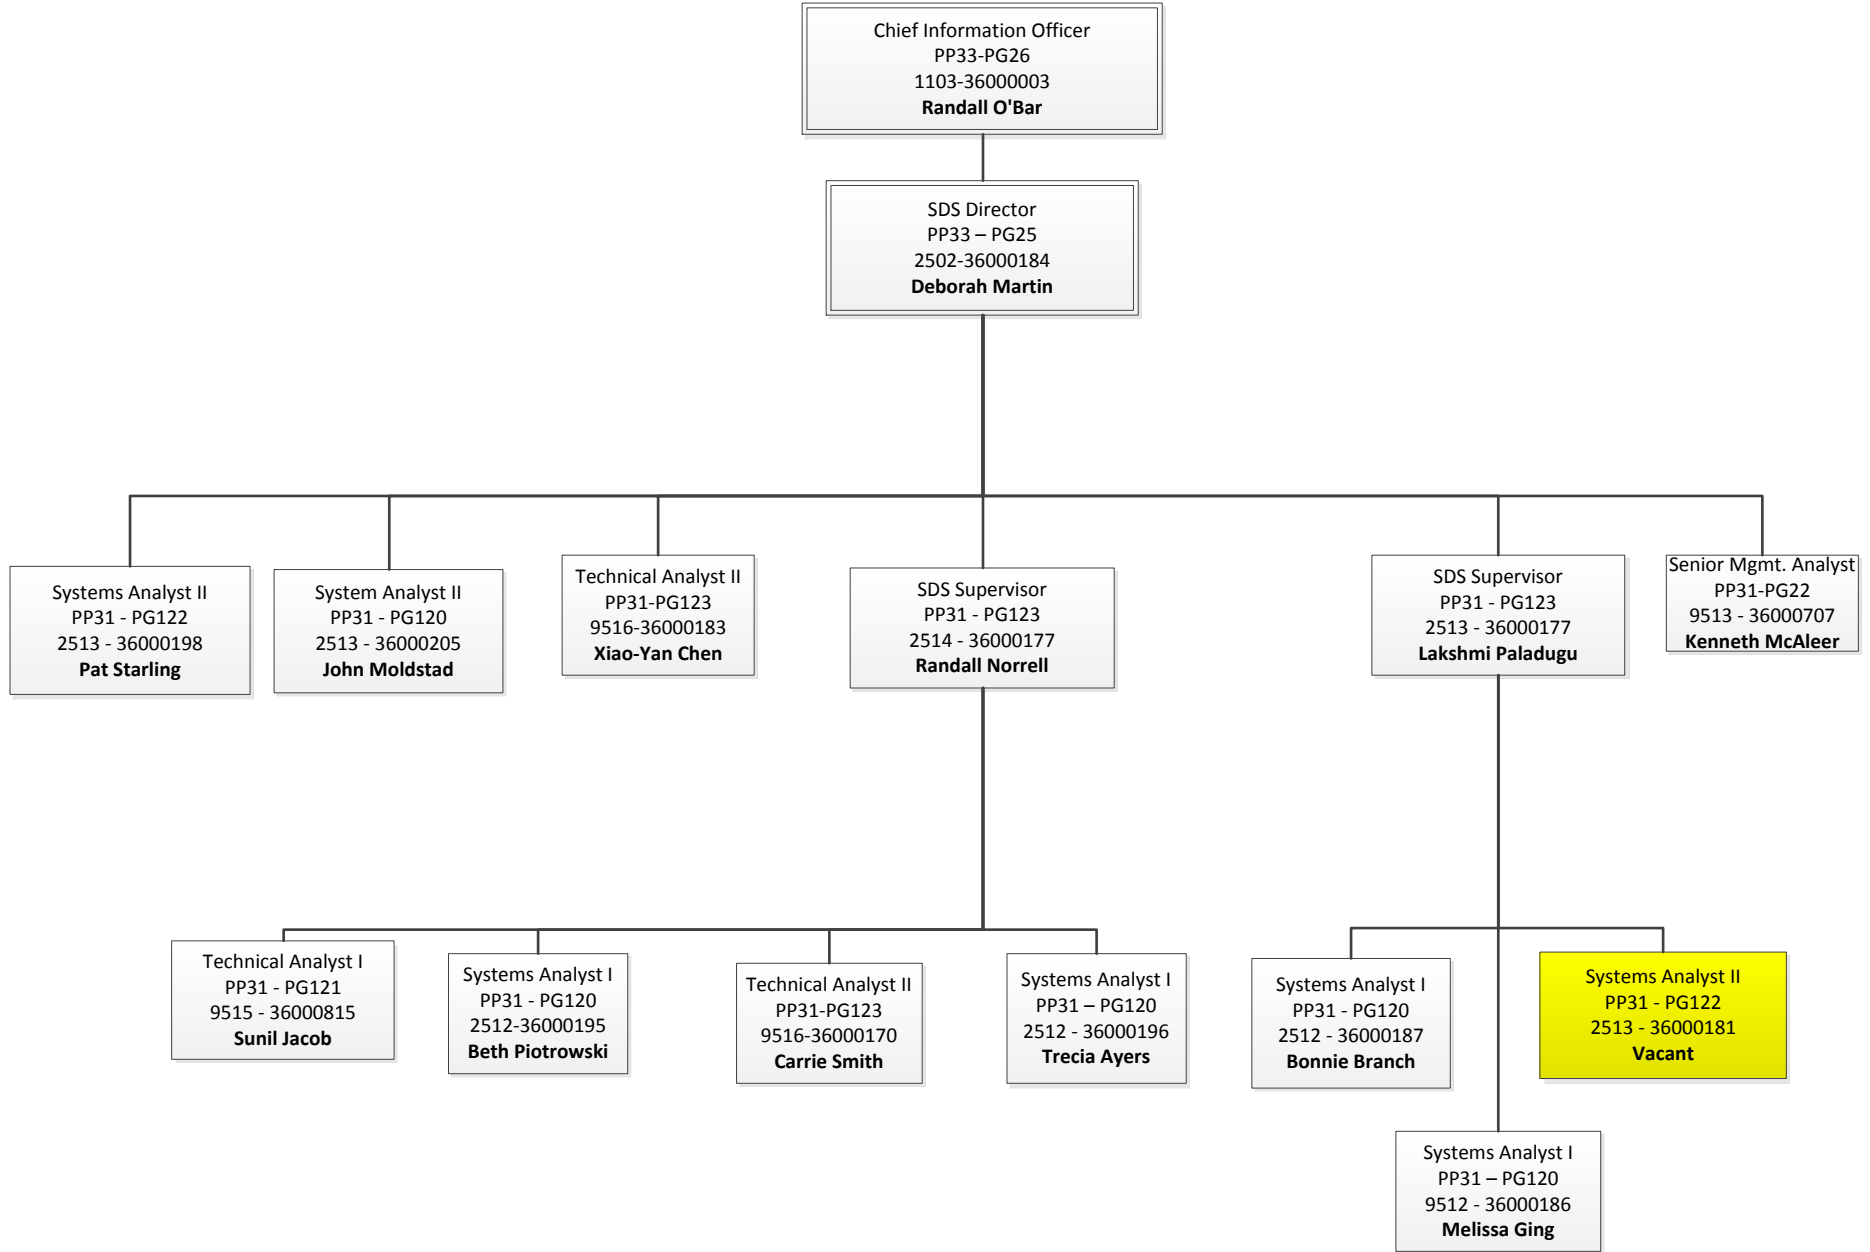 Chief Information Officer
PP33-PG26
1103-36000003
Randall O'Bar
SDS Director
PP33 – PG25
2502-36000184
Deborah Martin
Systems Analyst II
PP31 - PG122
2513 - 36000198
Pat Starling
System Analyst II
PP31 - PG120
2513 - 36000205
John Moldstad
Technical Analyst II
PP31-PG123
9516-36000183
Xiao-Yan Chen
SDS Supervisor
PP31 - PG123
2514 - 36000177
Randall Norrell
SDS Supervisor
PP31 - PG123
2513 - 36000177
Lakshmi Paladugu
Senior Mgmt. Analyst
PP31-PG22
9513 - 36000707
Kenneth McAleer
Technical Analyst I
PP31 - PG121
9515 - 36000815
Sunil Jacob
Systems Analyst I
PP31 - PG120
2512-36000195
Beth Piotrowski
Technical Analyst II
PP31-PG123
9516-36000170
Carrie Smith
Systems Analyst I
PP31 – PG120
2512 - 36000196
Trecia Ayers
Systems Analyst I
PP31 - PG120
2512 - 36000187
Bonnie Branch
Systems Analyst II
PP31 - PG122
2513 - 36000181
Vacant
Systems Analyst I
PP31 – PG120
9512 - 36000186
Melissa Ging